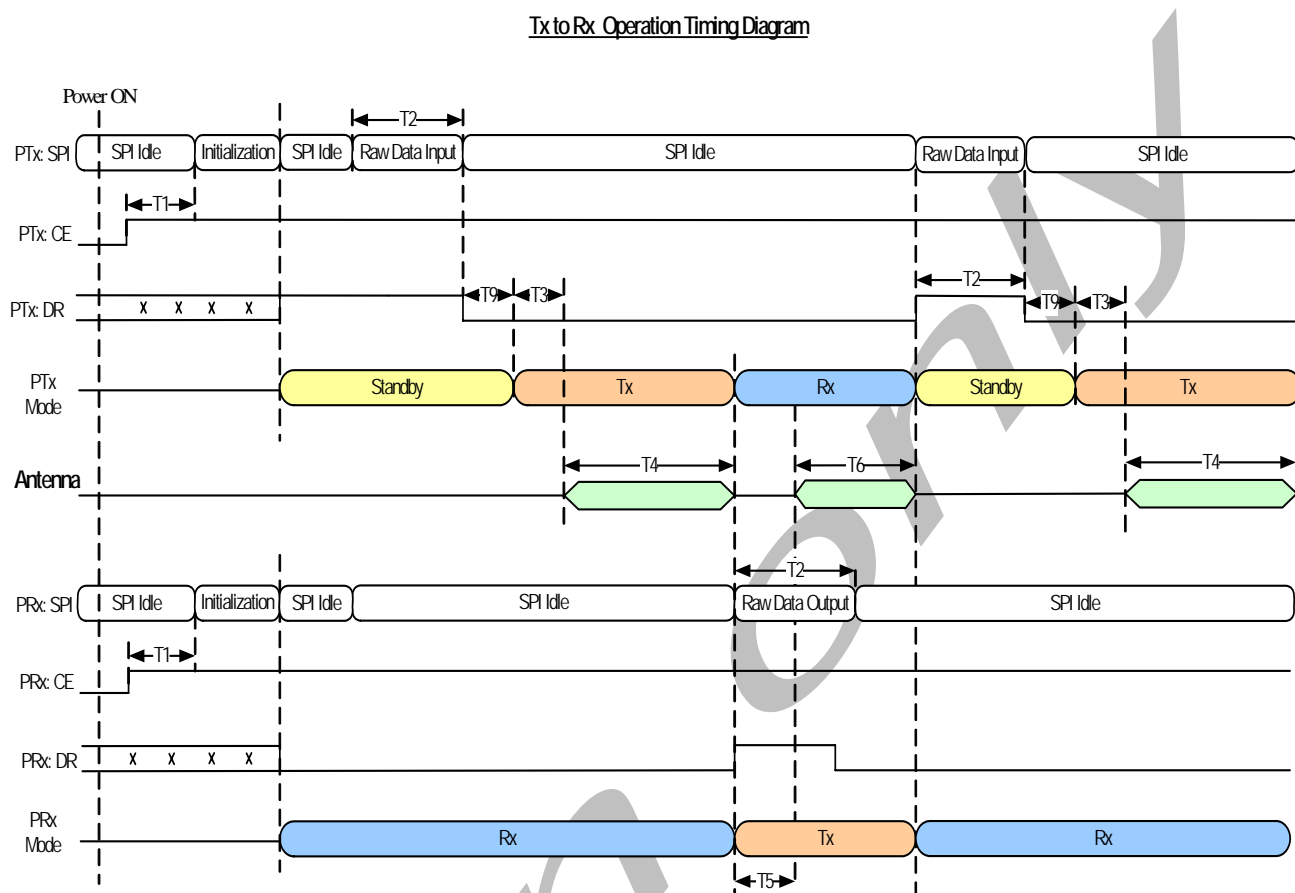 Tx to Rx Operation Timing Diagram
Power ON
T2
PTx: SPI SPI Idle Initialization SPI Idle Raw Data Input SPI Idle Raw Data Input SPI Idle
T1
PTx: CE
T2
T9 T3 T9 T3
PTx: DR x x x x
PTx Mode Standby Tx Rx Standby Tx
T4 T6 T4
Antenna
T2
PRx: SPI SPI Idle Initialization SPI Idle SPI Idle Raw Data Output SPI Idle
T1
PRx: CE
PRx: DR x x x x
PRx Mode Rx Tx Rx
T5
only